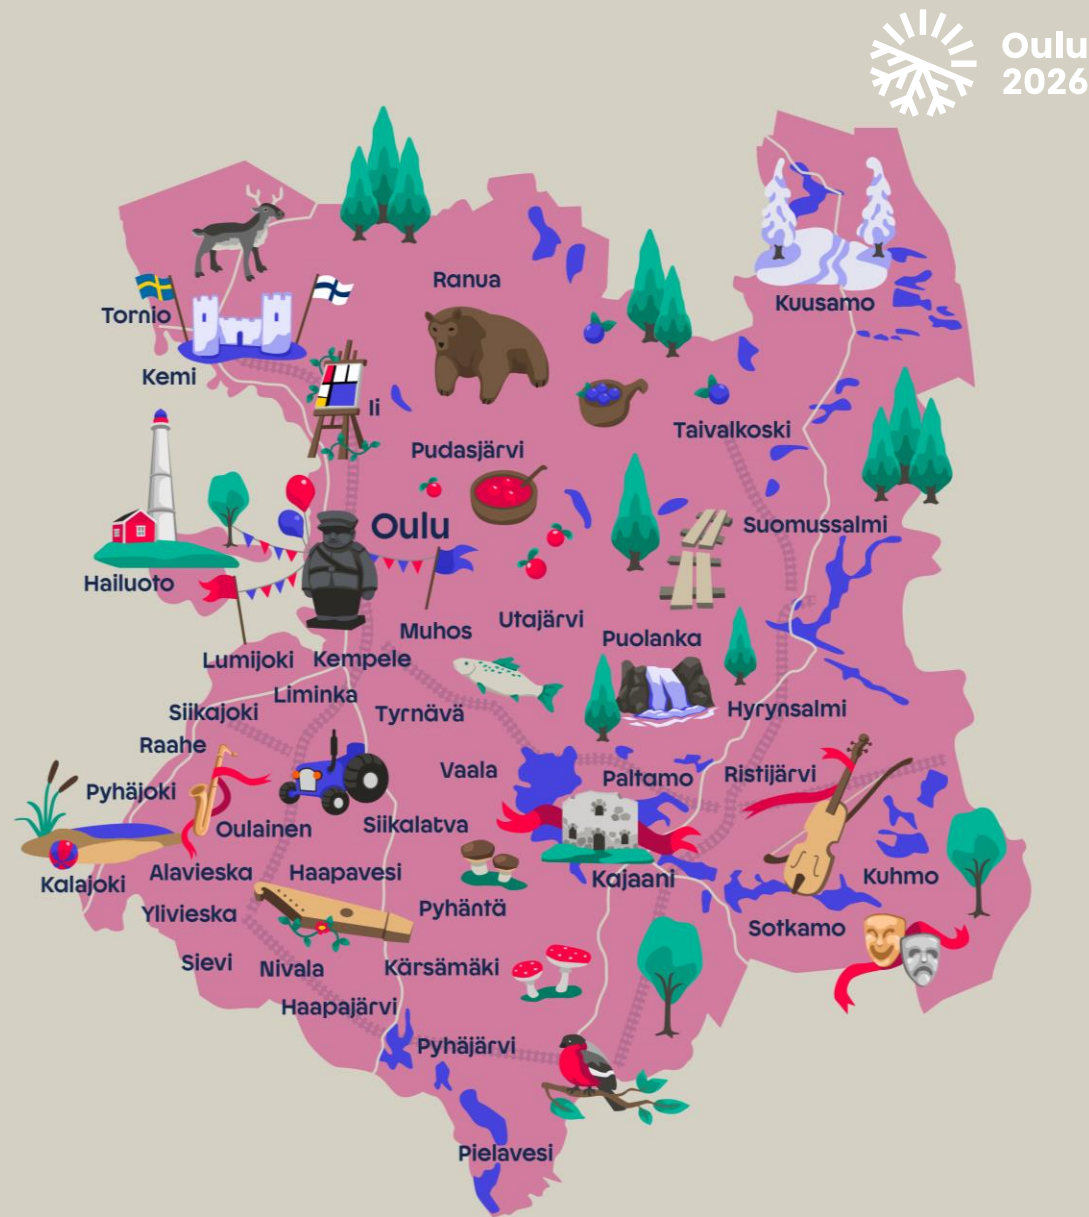 Oulu
2026
Ranua
Kuusamo
Tornio
Kemi
Ii
Taivalkoski
Pudasjärvi
Oulu
Suomussalmi
Hailuoto
Utajärvi
Muhos
Puolanka
Lumijoki
Kempele
Liminka
Siikajoki
Tyrnävä
Hyrynsalmi
Raahe
Vaala
Paltamo
Ristijärvi
Pyhäjoki
Oulainen
Siikalatva
Kalajoki
Alavieska
Haapavesi
Kajaani
Kuhmo
Ylivieska
Pyhäntä
Sotkamo
Sievi
Nivala
Kärsämäki
Haapajärvi
Pyhäjärvi
Pielavesi